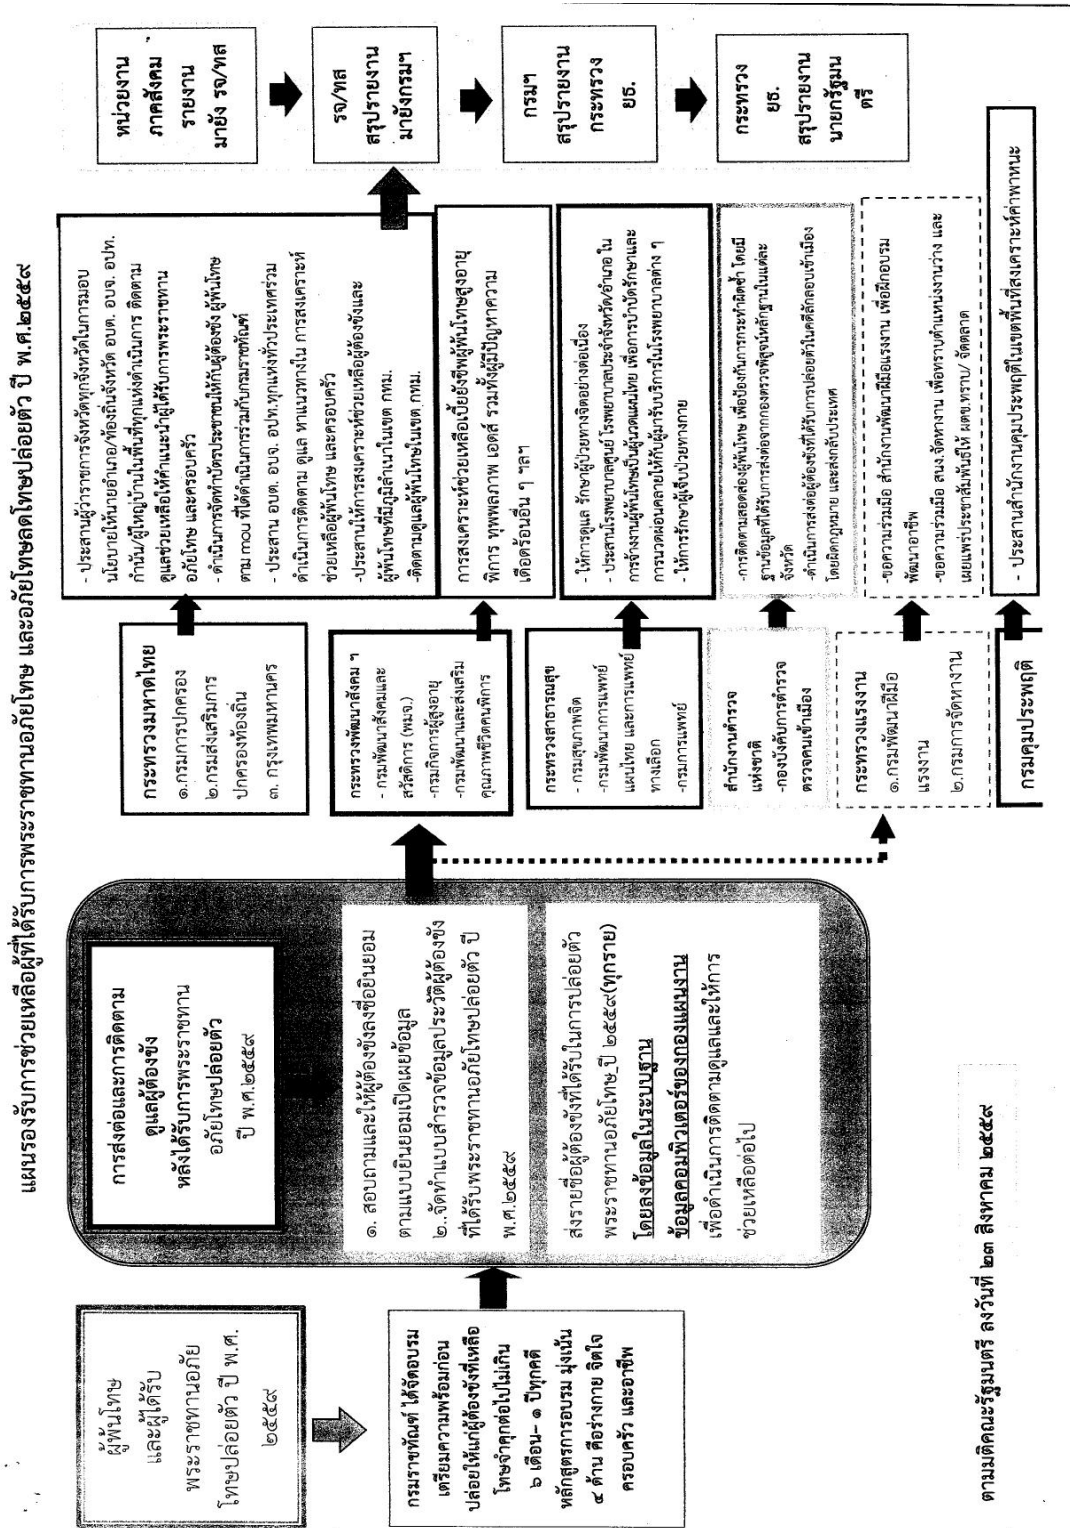 แผนรองรับการช่วยเหลือผู้ที่ได้รับการพระราชทานอภัยโทษ และอภัยโทษลดโทษปล่อยตัว ปี พ.ศ.๒๕๕๙
ผู้พ้นโทษ
และผู้ได้รับ
พระราชทานอภัย
โทษปล่อยตัว ปี พ.ศ.
๒๕๕๙
กรมราชทัณฑ์ ได้จัดอบรม
เตรียมความพร้อมก่อน
ปล่อยให้แก่ผู้ต้องขังที่เหลือ
โทษจำคุกต่อไปไม่เกิน
๖ เดือน– ๑ ปีทุกคดี
หลักสูตรการอบรม มุ่งเน้น
๔ ด้าน คือร่างกาย จิตใจ
ครอบครัว และอาชีพ
การส่งต่อและการติดตาม
ดูแลผู้ต้องขัง
หลังได้รับการพระราชทาน
อภัยโทษปล่อยตัว
ปี พ.ศ.๒๕๕๙
๑. สอบถามและให้ผู้ต้องขังลงชื่อยินยอม
ตามแบบยินยอมเปิดเผยข้อมูล
๒..จัดทำแบบสำรวจข้อมูลประวัติผู้ต้องขัง
ที่ได้รับพระราชทานอภัยโทษปล่อยตัว ปี
พ.ศ.๒๕๕๙
ส่งรายชื่อผู้ต้องขังที่ได้รับในการปล่อยตัว
พระราชทานอภัยโทษ ปี ๒๕๕๙(ทุกราย)
โดยลงข้อมูลในระบบฐาน
ข้อมูลคอมพิวเตอร์ของกองแผนงาน
เพื่อดำเนินการติดตามดูแลและให้การ
ช่วยเหลือต่อไป
กระทรวงมหาดไทย
๑.กรมการปกครอง
๒.กรมส่งเสริมการ
ปกครองท้องถิ่น
๓. กรุงเทพมหานคร
- ประสานผู้ว่าราชการจังหวัดทุกจังหวัดในการมอบ
นโยบายให้นายอำเภอ/ท้องถิ่นจังหวัด อบต. อบจ. อปท.
กำนัน/ผู้ใหญ่บ้านในพื้นที่ทุกแห่งดำเนินการ ติดตาม
ดูแลช่วยเหลือให้คำแนะนำผู้ได้รับการพระราชทาน
อภัยโทษ และครอบครัว
- ดำเนินการจัดทำบัตรประชาชนให้กับผู้ต้องขัง ผู้พ้นโทษ
ตาม mou ที่ได้ดำเนินการร่วมกับกรมราชทัณฑ์
- ประสาน อบต. อบจ. อปท.ทุกแห่งทั่วประเทศร่วม
ดำเนินการติดตาม ดูแล หาแนวทางใน การสงเคราะห์
ช่วยเหลือผู้พ้นโทษ และครอบครัว
-ประสานให้การสงเคราะห์ช่วยเหลือผู้ต้องขังและ
ผู้พ้นโทษที่มีภูมิลำเนาในเขต กทม.
-ติดตามดูแลผู้พ้นโทษในเขต กทม.
กระทรวงพัฒนาสังคม ฯ
- กรมพัฒนาสังคมและ
สวัสดิการ (พมจ.)
-กรมกิจการผู้สูงอายุ
-กรมพัฒนาและส่งเสริม
คุณภาพชีวิตคนพิการ
การสงเคราะห์ช่วยเหลือเบี้ยยังชีพผู้พ้นโทษสูงอายุ
พิการ ทุพพลภาพ เอดส์ รวมทั้งผู้มีปัญหาความ
เดือดร้อนอื่น ๆ ฯลฯ
กระทรวงสาธารณสุข
- กรมสุขภาพจิต
-กรมพัฒนาการแพทย์
แผนไทย และการแพทย์
ทางเลือก
-กรมการแพทย์
- ให้การดูแล รักษาผู้ป่วยทางจิตอย่างต่อเนื่อง
- ประสานโรงพยาบาลศูนย์ โรงพยาบาลประจำจังหวัด/อำเภอ ใน
การจ้างงานผู้พ้นโทษเป็นผู้นวดแผนไทย เพื่อการบำบัดรักษาและ
การนวดผ่อนคลายให้กับผู้มารับบริการในโรงพยาบาลต่าง ๆ
- ให้การรักษาผู้เจ็บป่วยทางกาย
สำนักงานตำรวจ
แห่งชาติ
-กองบังคับการตำรวจ
ตรวจคนเข้าเมือง
-การติดตามสอดส่องผู้พ้นโทษ เพื่อป้องกันการกระทำผิดซ้ำ โดยมี
ฐานข้อมูลที่ได้รับการส่งต่อจากกองตรวจพิสูจน์หลักฐานในแต่ละ
จังหวัด
-ดำเนินการส่งต่อผู้ต้องขังที่ได้รับการปล่อยตัวในคดีลักลอบเข้าเมือง
โดยผิดกฎหมาย และส่งกลับประเทศ
กระทรวงแรงงาน
๑.กรมพัฒนาฝีมือ
แรงงาน
๒.กรมการจัดหางาน
-ขอความร่วมมือ สำนักงานพัฒนาฝีมือแรงงาน เพื่อฝึกอบรม
พัฒนาอาชีพ
-ขอความร่วมมือ สนง.จัดหางาน เพื่อทราบตำแหน่งงานว่าง และ
เผยแพร่ประชาสัมพันธ์ให้ ผตข.ทราบ/ จัดตลาด
กรมคุมประพฤติ
- ประสานสำนักงานคุมประพฤติในเขตพื้นที่สงเคราะห์ค่าพาหนะ
หน่วยงาน
ภาคสังคม
รายงาน
มายัง รจ/ทส
รจ/ทส
สรุปรายงาน
มายังกรมฯ
กรมฯ
สรุปรายงาน
กระทรวง
ยธ.
กระทรวง
ยธ.
สรุปรายงาน
นายกรัฐมน
ตรี
ตามมติคณะรัฐมนตรี ลงวันที่ ๒๓ สิงหาคม ๒๕๕๙